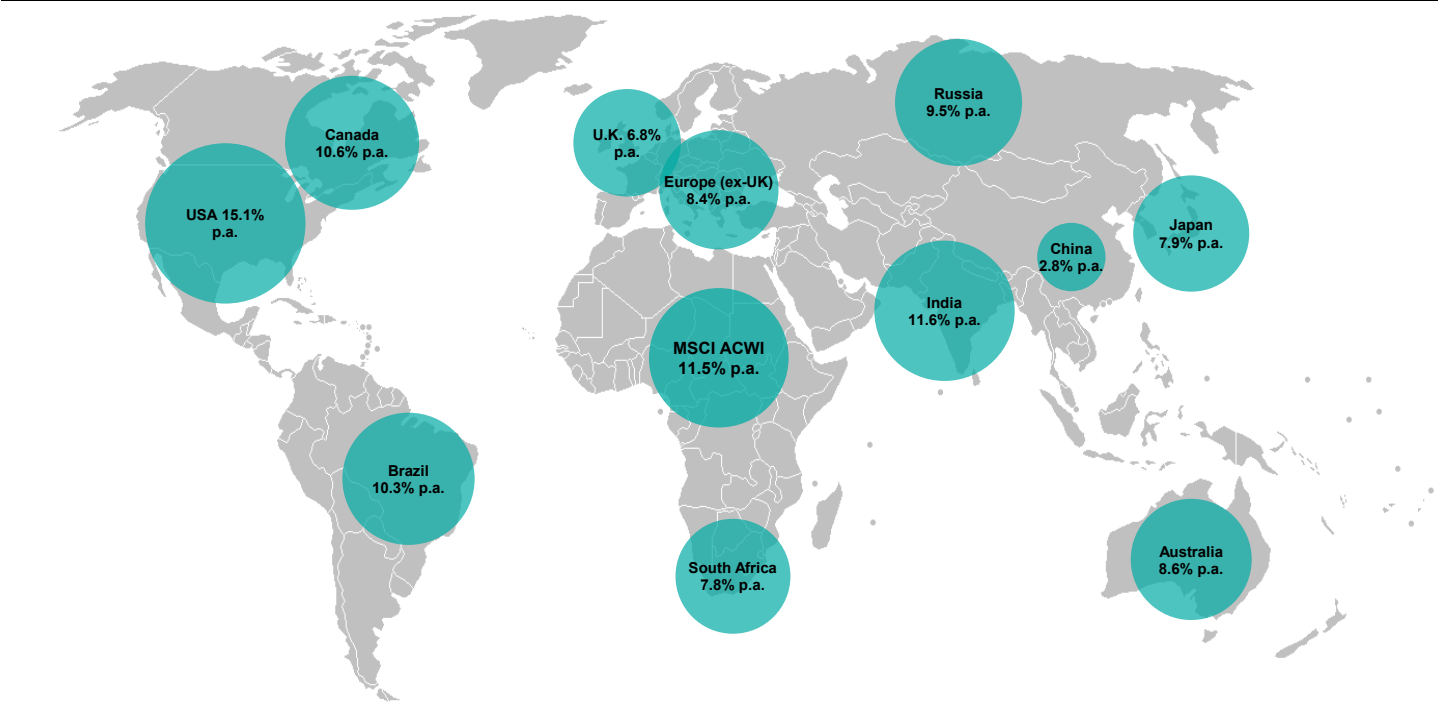 Canada
10.6% p.a.
USA 15.1%
p.a.
U.K. 6.8%
p.a.
Europe (ex-UK)
8.4% p.a.
Russia
9.5% p.a.
Japan
7.9% p.a.
China
2.8% p.a.
India
11.6% p.a.
MSCI ACWI
11.5% p.a.
Brazil
10.3% p.a.
South Africa
7.8% p.a.
Australia
8.6% p.a.